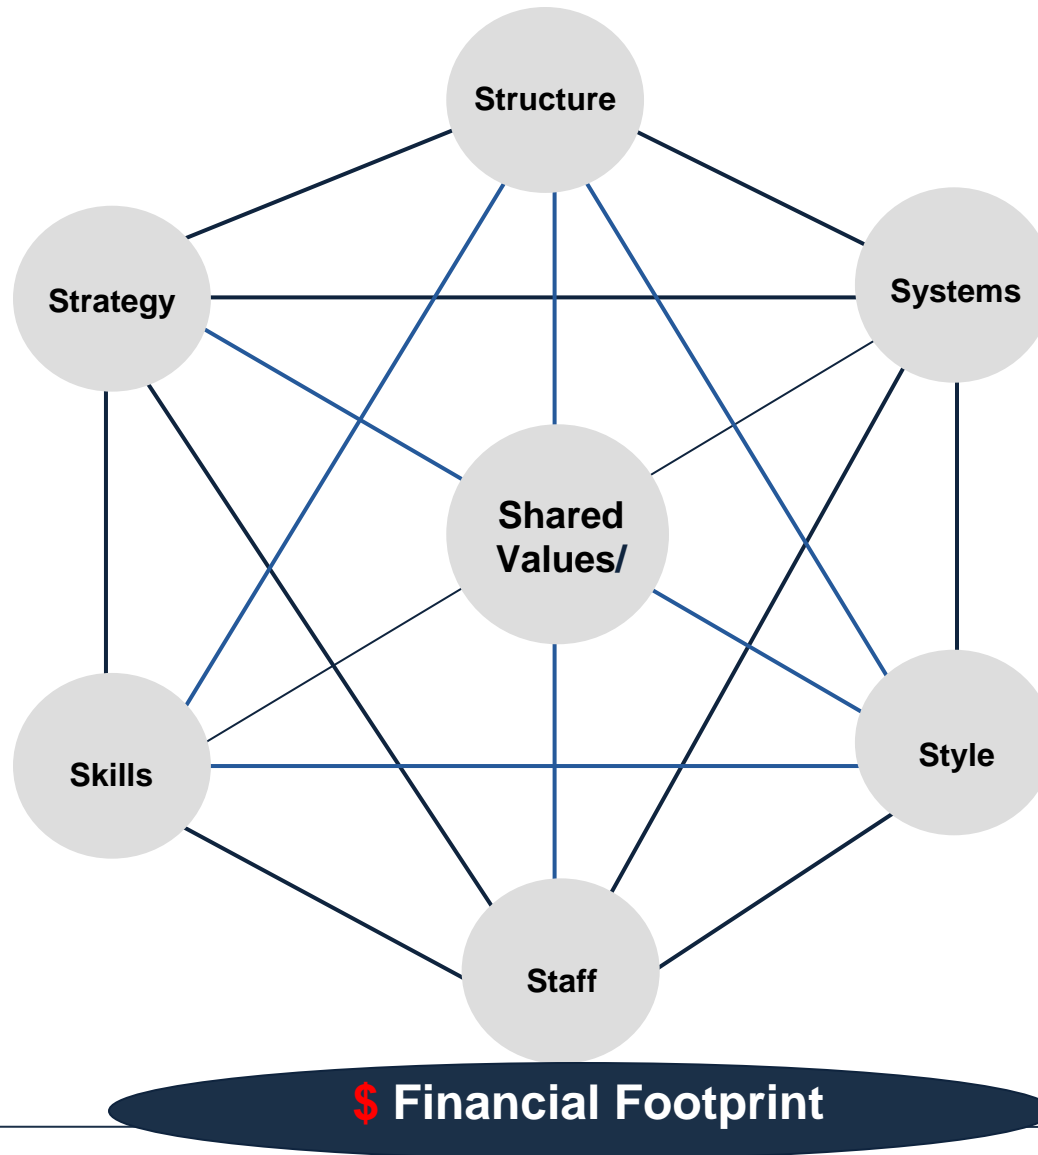 Structure
Strategy
Systems
Shared
Values/
Skills
Style
Staff
$ Financial Footprint